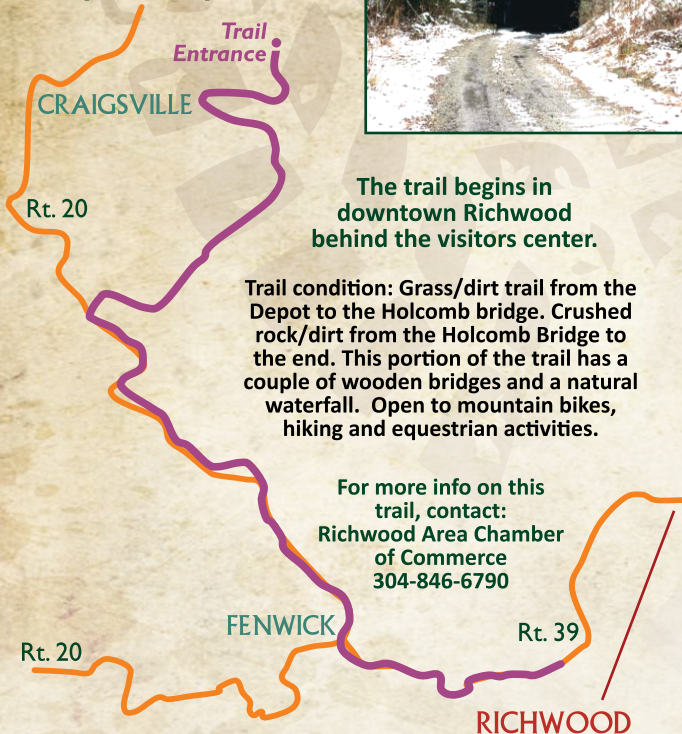 Trail
Entrance
CRAIGSVILLE
Rt. 20
The trail begins in
downtown Richwood
behind the visitors center.
Trail condition: Grass/dirt trail from the
Depot to the Holcomb bridge. Crushed
rock/dirt from the Holcomb Bridge to
the end. This portion of the trail has a
couple of wooden bridges and a natural
waterfall.  Open to mountain bikes,
hiking and equestrian activities.
For more info on this
trail, contact:
Richwood Area Chamber
of Commerce
304-846-6790
FENWICK
Rt. 39
Rt. 20
RICHWOOD